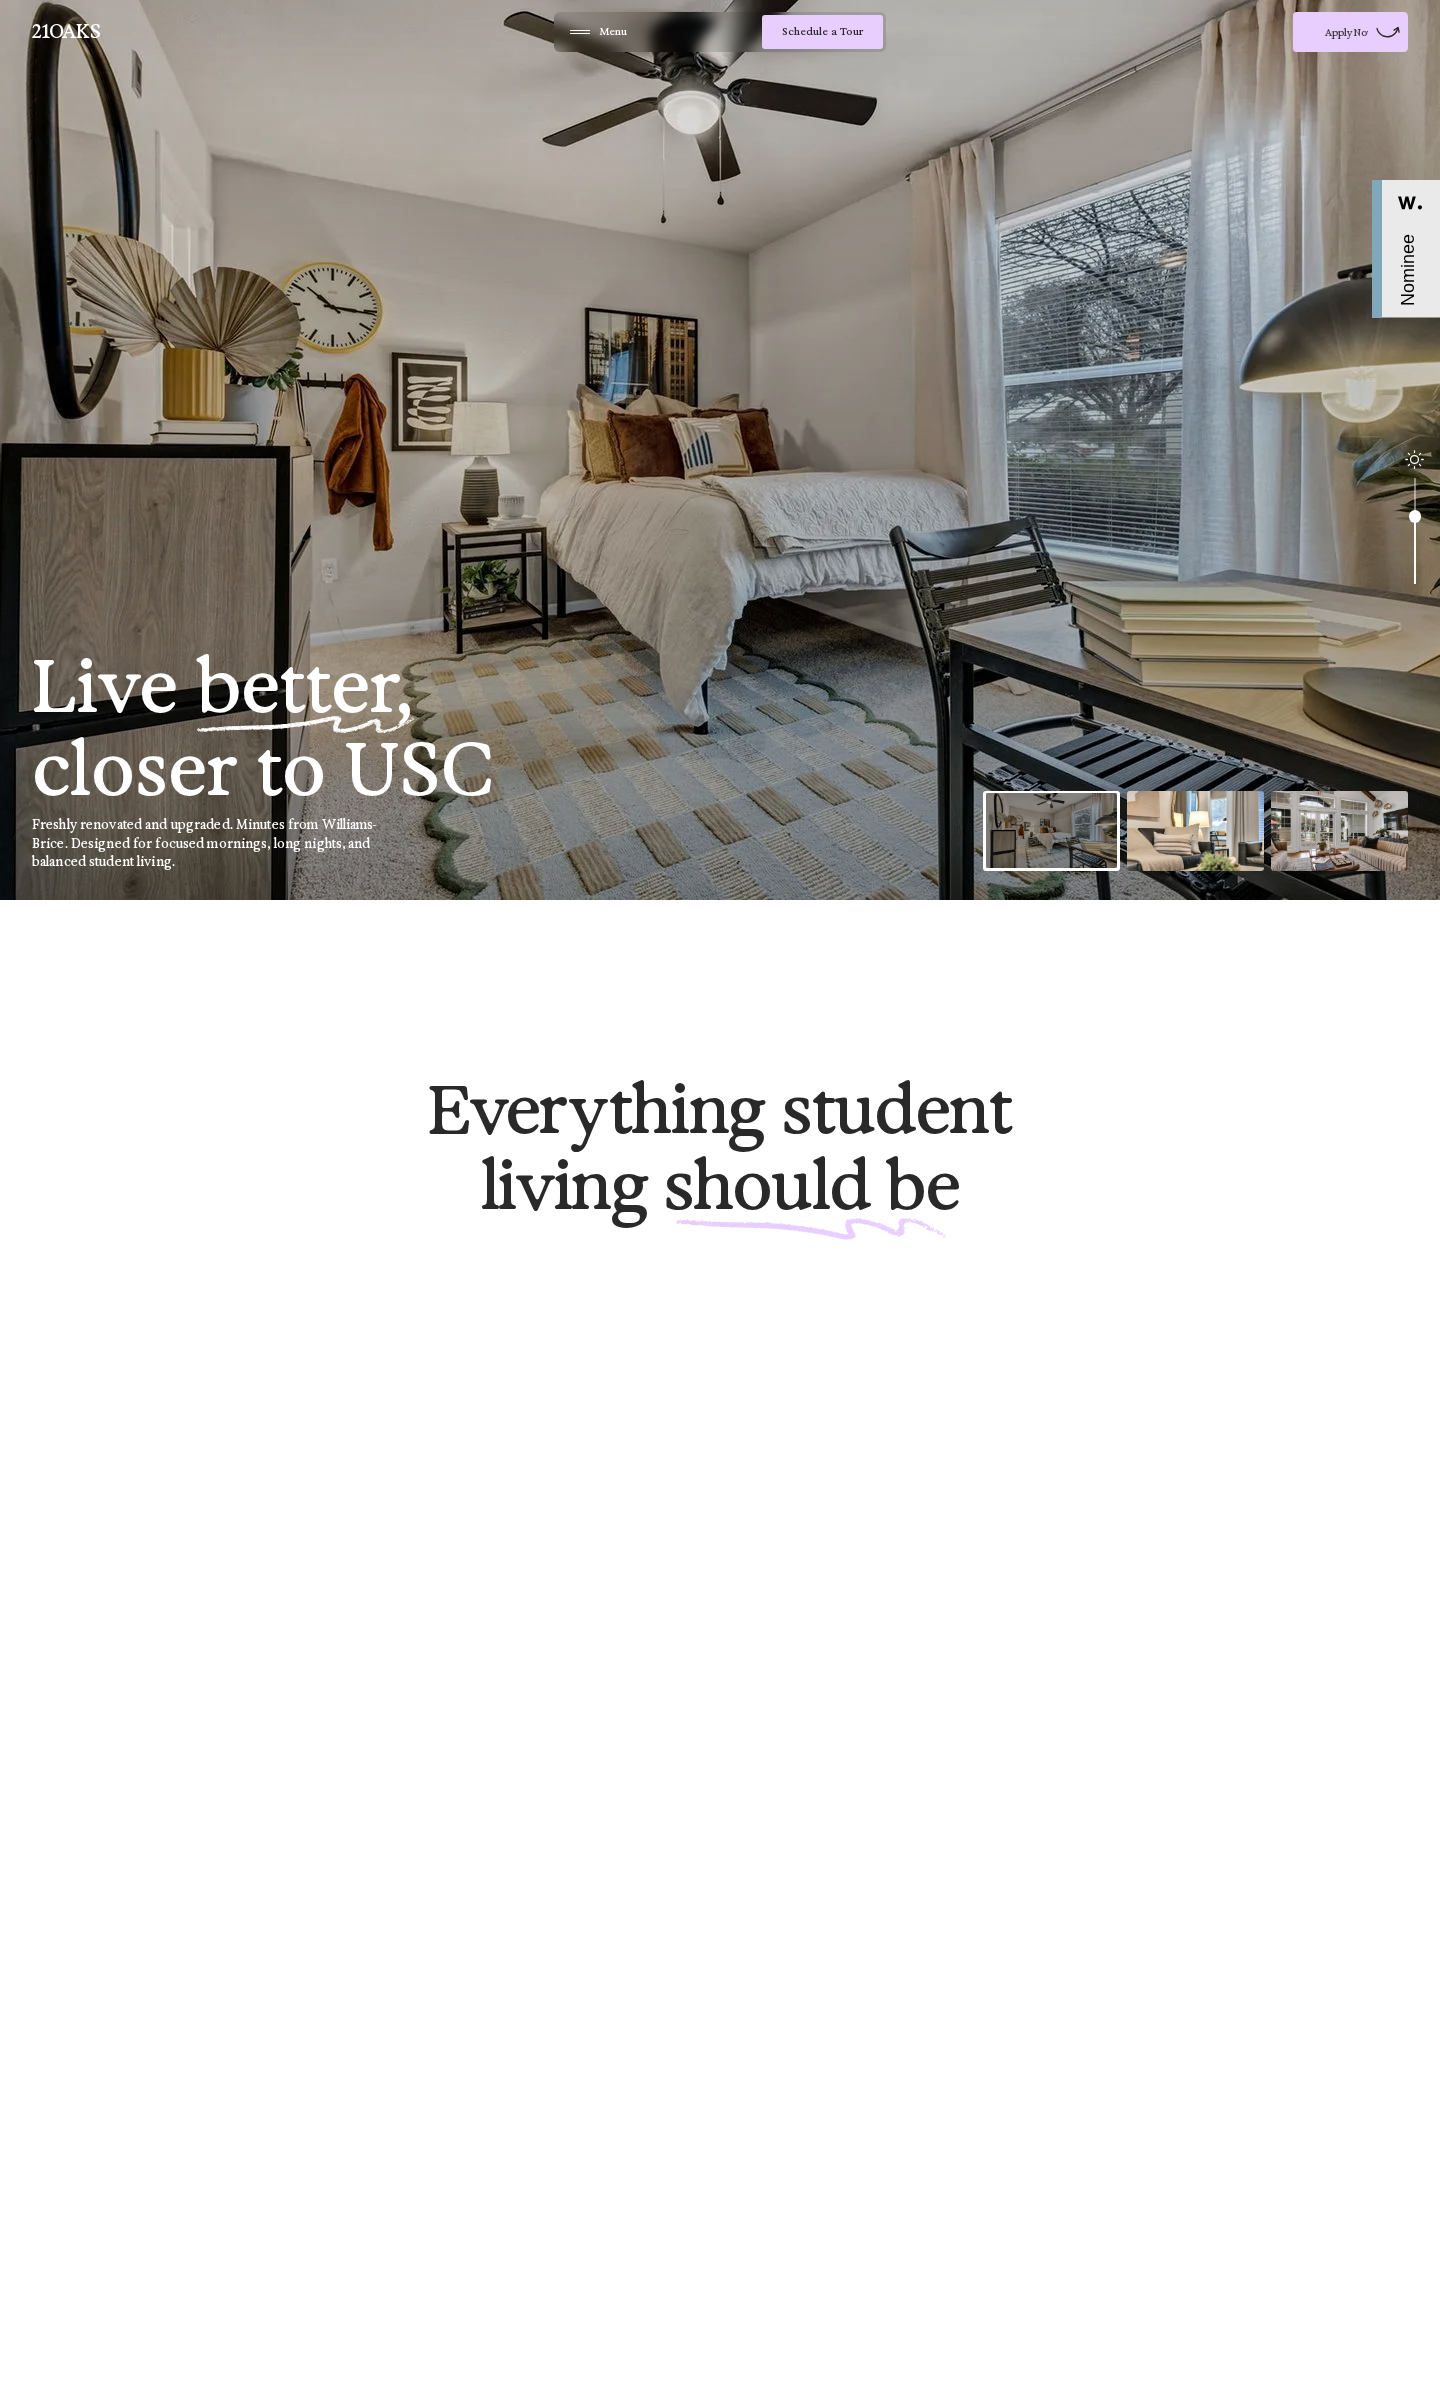 21OAKS
Menu
Schedule a Tour
Apply No
W.
Nominee
Live better,
closer to USC
Freshly renovated and upgraded. Minutes from Williams-
Brice. Designed for focused mornings, long nights, and
balanced student living.
Everything student
living should be